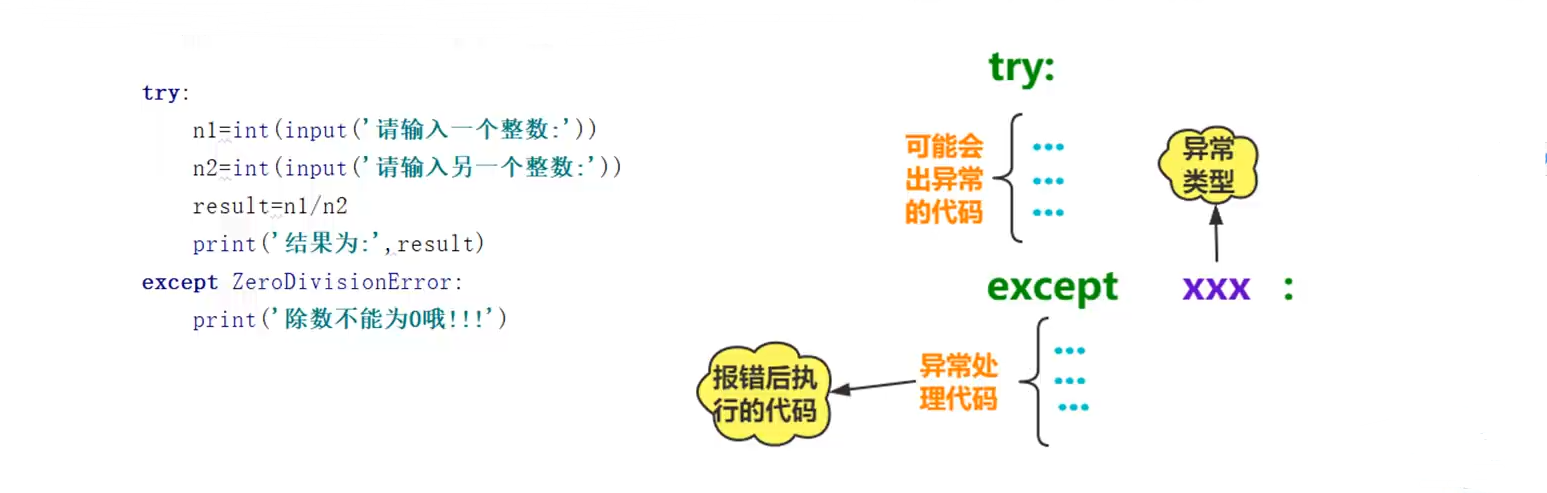 try:
n1=int(input('请输入一个整数:'))
n2=int(input('请输入另一个整数:'))
result=n1/n2
print('结果为:',result)
except ZeroDivisionError:
print('除数不能为0哦!!!')
try:
可能会
出异常
的代码
...
...
...
异常
类型
except xxx :
报错后执
行的代码
异常处
理代码
...
...
...